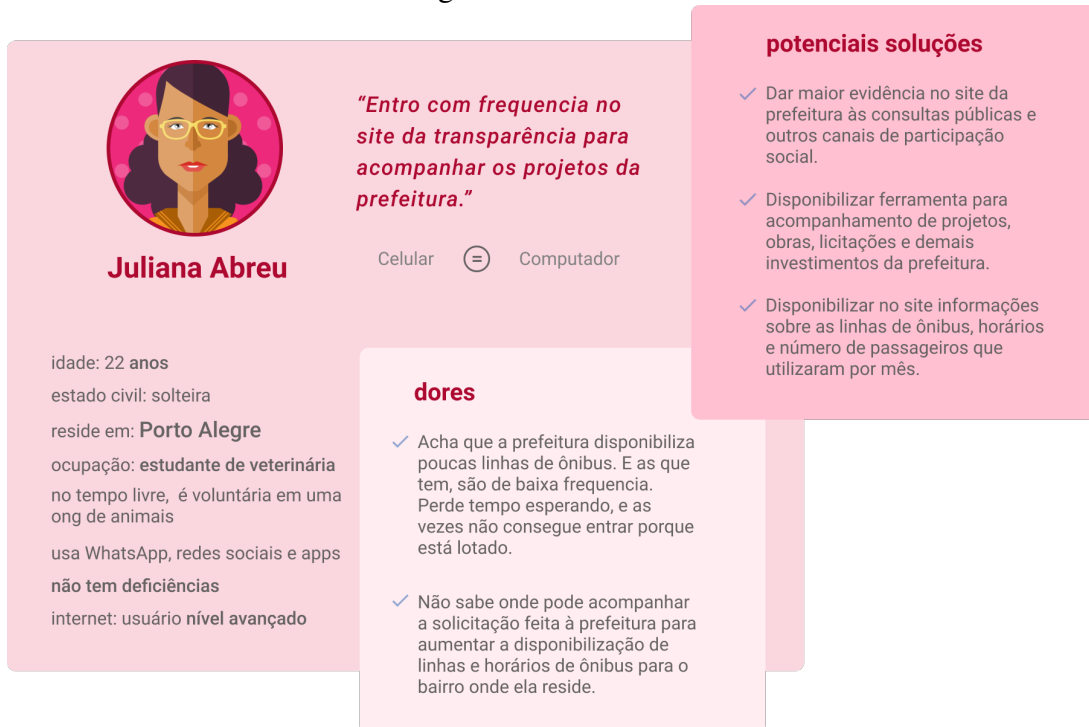 “Entro com frequencia no
site da transparência para
acompanhar os projetos da
prefeitura.”
Juliana Abreu
Celular = Computador
idade: 22 anos
estado civil: solteira
reside em: Porto Alegre
ocupação: estudante de veterinária
no tempo livre, é voluntária em uma
ong de animais
usa WhatsApp, redes sociais e apps
não tem deficiências
internet: usuário nível avançado
dores
Acha que a prefeitura disponibiliza
poucas linhas de ônibus. E as que
tem, são de baixa frequencia.
Perde tempo esperando, e as
vezes não consegue entrar porque
está lotado.
Não sabe onde pode acompanhar
a solicitação feita à prefeitura para
aumentar a disponibilização de
linhas e horários de ônibus para o
bairro onde ela reside.
potenciais soluções
Dar maior evidência no site da
prefeitura às consultas públicas e
outros canais de participação
social.
Disponibilizar ferramenta para
acompanhamento de projetos,
obras, licitações e demais
investimentos da prefeitura.
Disponibilizar no site informações
sobre as linhas de ônibus, horários
e número de passageiros que
utilizaram por mês.